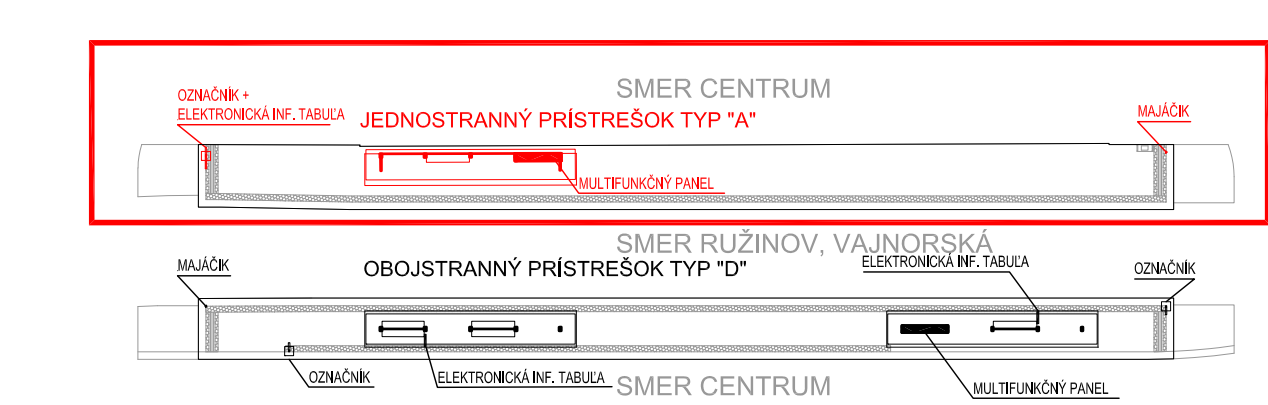 SMER CENTRUM
OZNAČNÍK +
ELEKTRONICKÁ INF. TABUĽA
JEDNOSTRANNÝ PRÍSTREŠOK TYP "A"
MAJÁČIK
MULTIFUNKČNÝ PANEL
SMER RUŽINOV, VAJNORSKÁ
MAJÁČIK
OBOJSTRANNÝ PRÍSTREŠOK TYP "D"
ELEKTRONICKÁ INF. TABUĽA
OZNAČNÍK
OZNAČNÍK
ELEKTRONICKÁ INF. TABUĽA
SMER CENTRUM
MULTIFUNKČNÝ PANEL